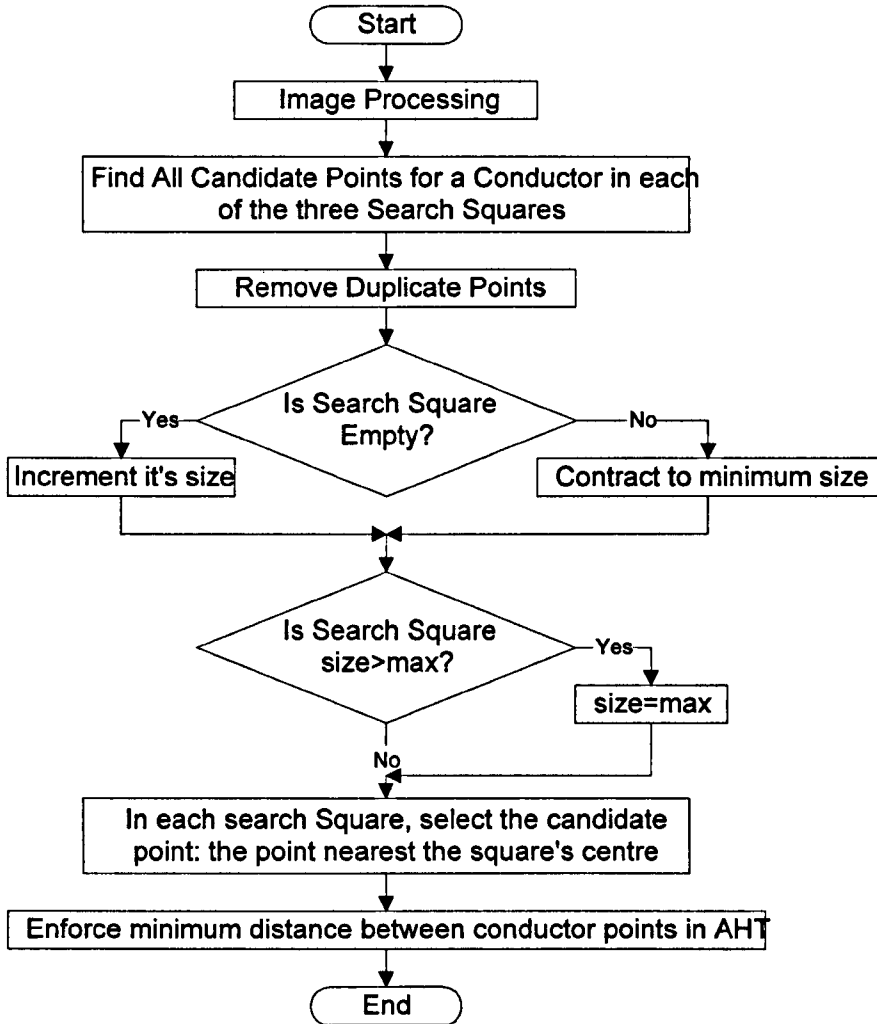 Start
Image Processing
Find All Candidate Points for a Conductor in each
of the three Search Squares
Remove Duplicate Points
Is Search Square
Empty?
Yes
No
Increment it's size
Contract to minimum size
Is Search Square
size>max?
Yes
size=max
No
In each search Square, select the candidate
point: the point nearest the square's centre
Enforce minimum distance between conductor points in AHT
End